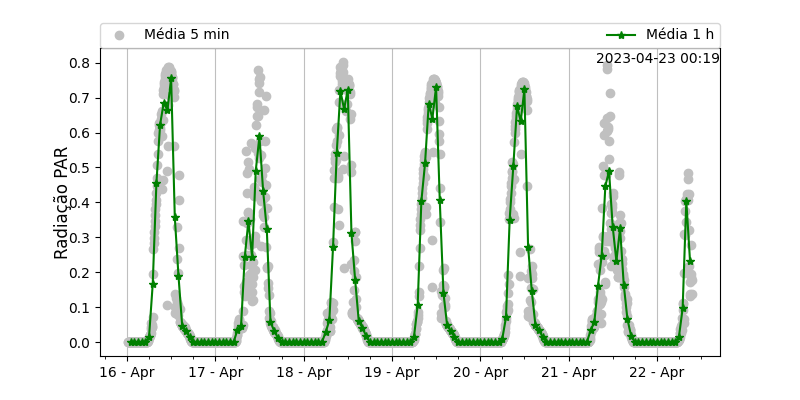 Média 5 min
Média 1 h
2023-04-23 00:19
Radiação PAR
0.8
0.7
0.6
0.5
0.4
0.3
0.2
0.1
0.0
16 - Apr
17 - Apr
18 - Apr
19 - Apr
20 - Apr
21 - Apr
22 - Apr